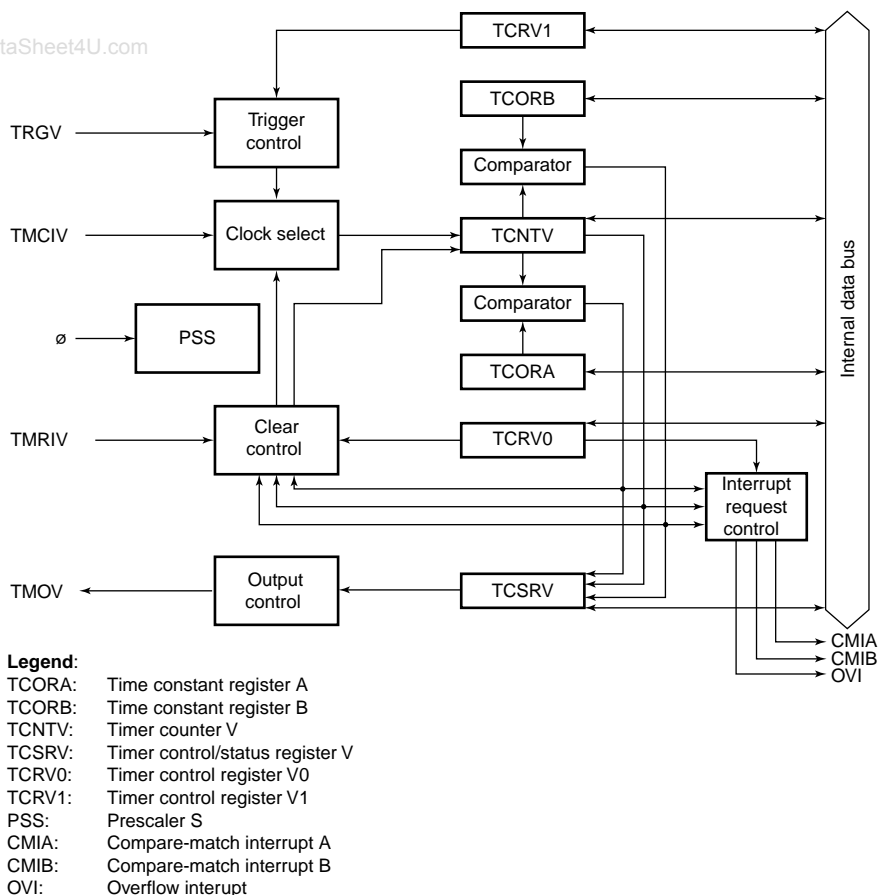 taSheet4U.com
TCRV1
TCORB
Trigger
control
TRGV
Comparator
TMCIV
Clock select
TCNTV
Comparator
ø
PSS
TCORA
Internal data bus
TMRIV
Clear
control
TCRV0
Interrupt
request
control
TMOV
Output
control
TCSRV
CMIA
CMIB
OVI
Legend:
TCORA: Time constant register A
TCORB: Time constant register B
TCNTV: Timer counter V
TCSRV: Timer control/status register V
TCRV0: Timer control register V0
TCRV1: Timer control register V1
PSS: Prescaler S
CMIA: Compare-match interrupt A
CMIB: Compare-match interrupt B
OVI: Overflow interupt